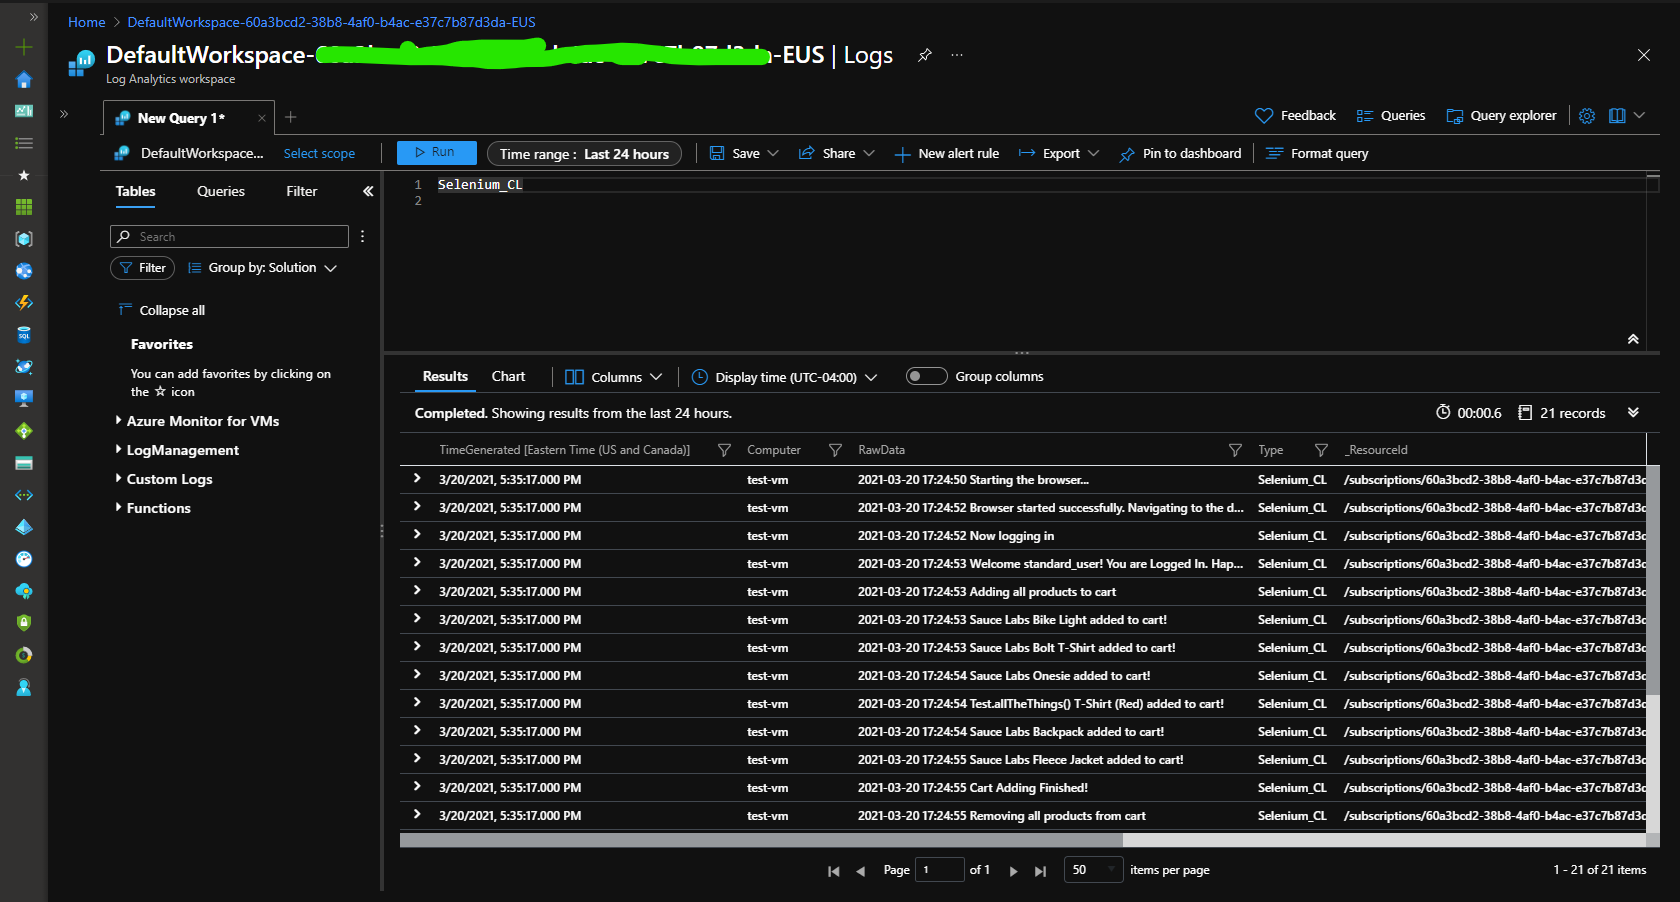 Home > DefaultWorkspace-60a3bcd2-38b8-4af0-b4ac-e37c7b87d3da-EUS
DefaultWorkspace- -EUS | Logs
Log Analytics workspace
New Query 1*
Feedback Queries Query explorer
DefaultWorkspace... Select scope Run Time range : Last 24 hours Save Share New alert rule Export Pin to dashboard Format query
Tables Queries Filter
1 Selenium_CL
2
Search
Filter Group by: Solution
Collapse all
Favorites
You can add favorites by clicking on
the ☆ icon
Azure Monitor for VMs
LogManagement
Custom Logs
Functions
Results Chart Columns Display time (UTC-04:00) Group columns
Completed. Showing results from the last 24 hours. 00:00.6 21 records
TimeGenerated [Eastern Time (US and Canada)] Computer RawData Type _ResourceId
3/20/2021, 5:35:17.000 PM test-vm 2021-03-20 17:24:50 Starting the browser... Selenium_CL /subscriptions/60a3bcd2-38b8-4af0-b4ac-e37c7b87d3c
3/20/2021, 5:35:17.000 PM test-vm 2021-03-20 17:24:52 Browser started successfully. Navigating to the d... Selenium_CL /subscriptions/60a3bcd2-38b8-4af0-b4ac-e37c7b87d3c
3/20/2021, 5:35:17.000 PM test-vm 2021-03-20 17:24:52 Now logging in Selenium_CL /subscriptions/60a3bcd2-38b8-4af0-b4ac-e37c7b87d3c
3/20/2021, 5:35:17.000 PM test-vm 2021-03-20 17:24:53 Welcome standard_user! You are Logged In. Hap... Selenium_CL /subscriptions/60a3bcd2-38b8-4af0-b4ac-e37c7b87d3c
3/20/2021, 5:35:17.000 PM test-vm 2021-03-20 17:24:53 Adding all products to cart Selenium_CL /subscriptions/60a3bcd2-38b8-4af0-b4ac-e37c7b87d3c
3/20/2021, 5:35:17.000 PM test-vm 2021-03-20 17:24:53 Sauce Labs Bike Light added to cart! Selenium_CL /subscriptions/60a3bcd2-38b8-4af0-b4ac-e37c7b87d3c
3/20/2021, 5:35:17.000 PM test-vm 2021-03-20 17:24:53 Sauce Labs Bolt T-Shirt added to cart! Selenium_CL /subscriptions/60a3bcd2-38b8-4af0-b4ac-e37c7b87d3c
3/20/2021, 5:35:17.000 PM test-vm 2021-03-20 17:24:54 Sauce Labs Onesie added to cart! Selenium_CL /subscriptions/60a3bcd2-38b8-4af0-b4ac-e37c7b87d3c
3/20/2021, 5:35:17.000 PM test-vm 2021-03-20 17:24:54 Test.allTheThings() T-Shirt (Red) added to cart! Selenium_CL /subscriptions/60a3bcd2-38b8-4af0-b4ac-e37c7b87d3c
3/20/2021, 5:35:17.000 PM test-vm 2021-03-20 17:24:54 Sauce Labs Backpack added to cart! Selenium_CL /subscriptions/60a3bcd2-38b8-4af0-b4ac-e37c7b87d3c
3/20/2021, 5:35:17.000 PM test-vm 2021-03-20 17:24:55 Sauce Labs Fleece Jacket added to cart! Selenium_CL /subscriptions/60a3bcd2-38b8-4af0-b4ac-e37c7b87d3c
3/20/2021, 5:35:17.000 PM test-vm 2021-03-20 17:24:55 Cart Adding Finished! Selenium_CL /subscriptions/60a3bcd2-38b8-4af0-b4ac-e37c7b87d3c
3/20/2021, 5:35:17.000 PM test-vm 2021-03-20 17:24:55 Removing all products from cart Selenium_CL /subscriptions/60a3bcd2-38b8-4af0-b4ac-e37c7b87d3c
Page 1 of 1 50 items per page 1 - 21 of 21 items